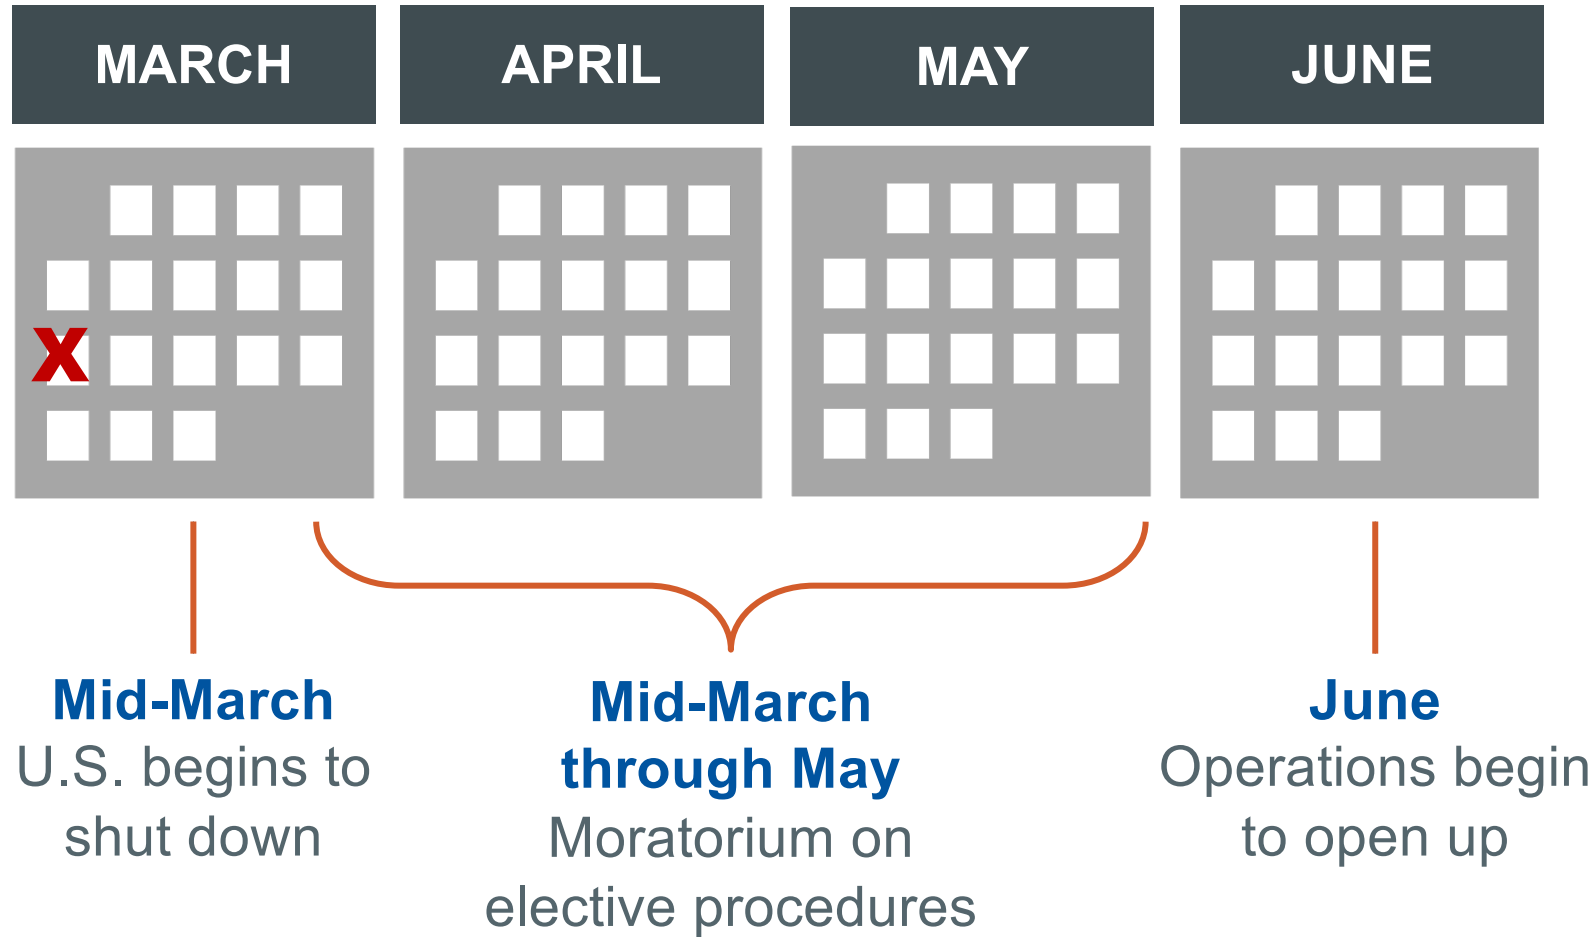 MARCH
APRIL
MAY
JUNE
X
Mid-March
U.S. begins to
shut down
Mid-March
through May
Moratorium on
elective procedures
June
Operations begin
to open up